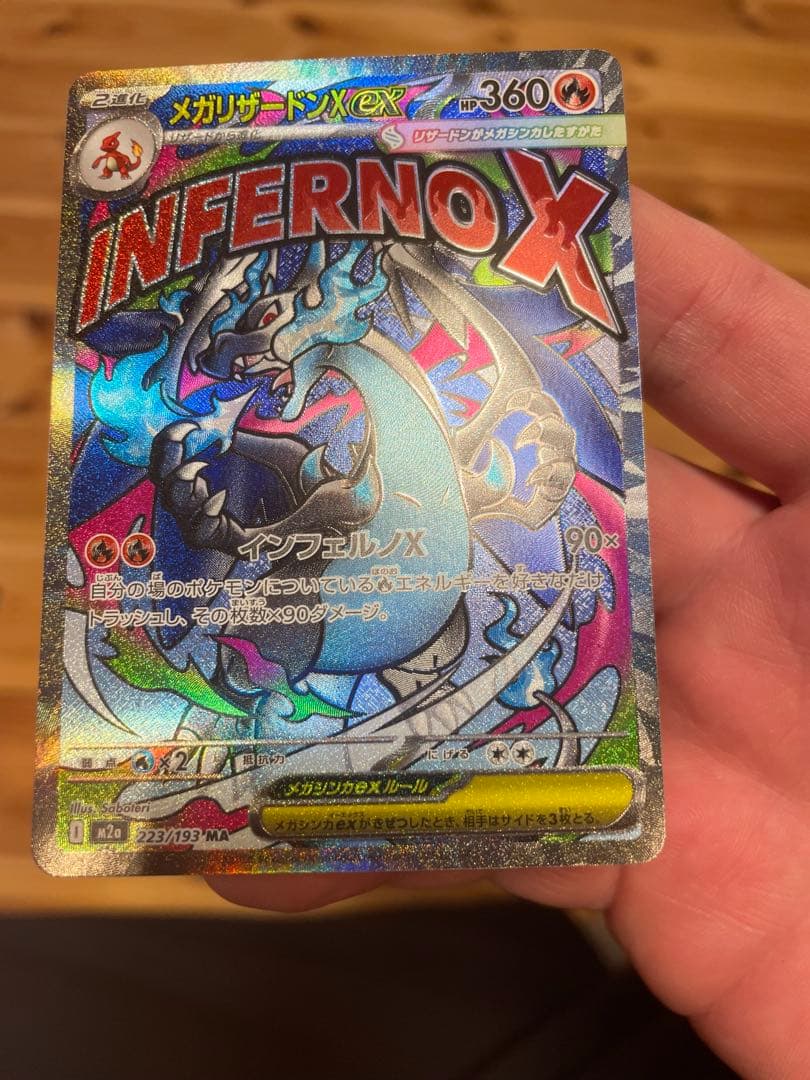 2進化
メガリザードンXex
HP360
リザードから進化
リザードンがメガシンカしたすがた
INFERNO X
インフェルノX
90×
自分の場のポケモンについている エネルギーを好きなだけ
トラッシュし、その枚数×90ダメージ。
弱点 ×2 抵抗力 にげる
メガシンカexルール
メガシンカexがきぜつしたとき、相手はサイドを3枚とる。
Illus. Saboteri
I M2a 223/193 MA